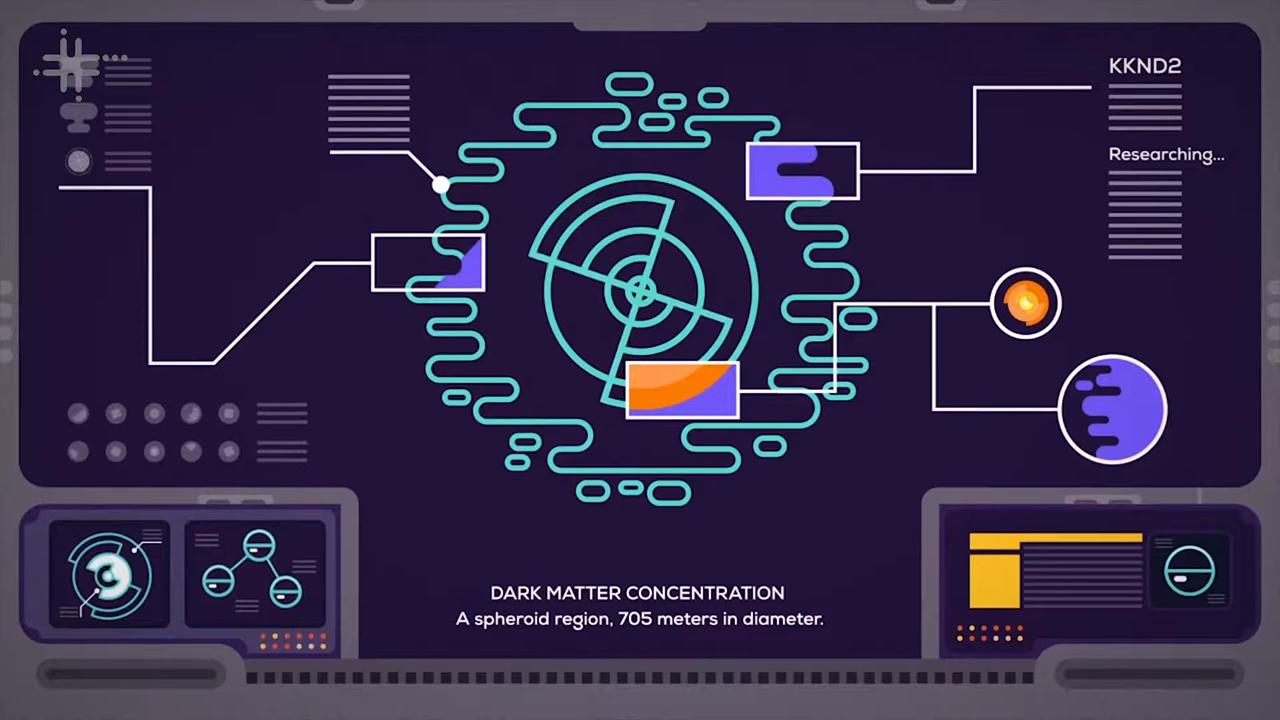 KKND2
Researching...
DARK MATTER CONCENTRATION
A spheroid region, 705 meters in diameter.